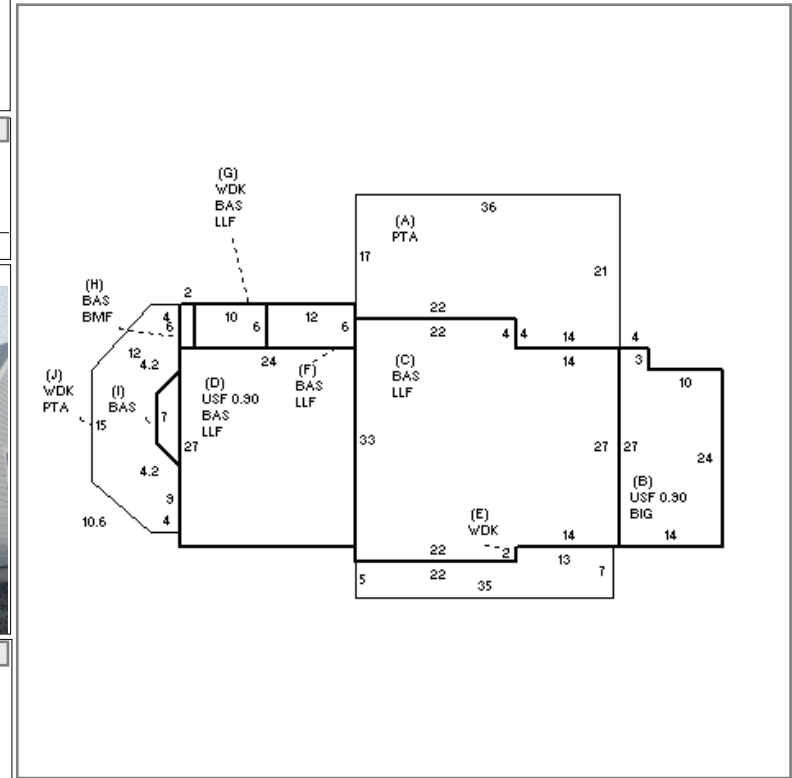 (G)
WDK
BAS
LLF
36
(A)
PTA
17
21
(H)
BAS
BMF
2
22
4
6
10
6
12
6
22
4
4
14
4
12
4.2
24
14
3
(J)
WDK
PTA
(I)
BAS
(D)
USF 0.90
BAS
LLF
(F)
BAS
LLF
(C)
BAS
LLF
10
15
7
27
33
27
27
24
4.2
(B)
USF 0.90
BIG
9
(E)
WDK
10.6
4
14
14
22
2
13
5
22
35
7